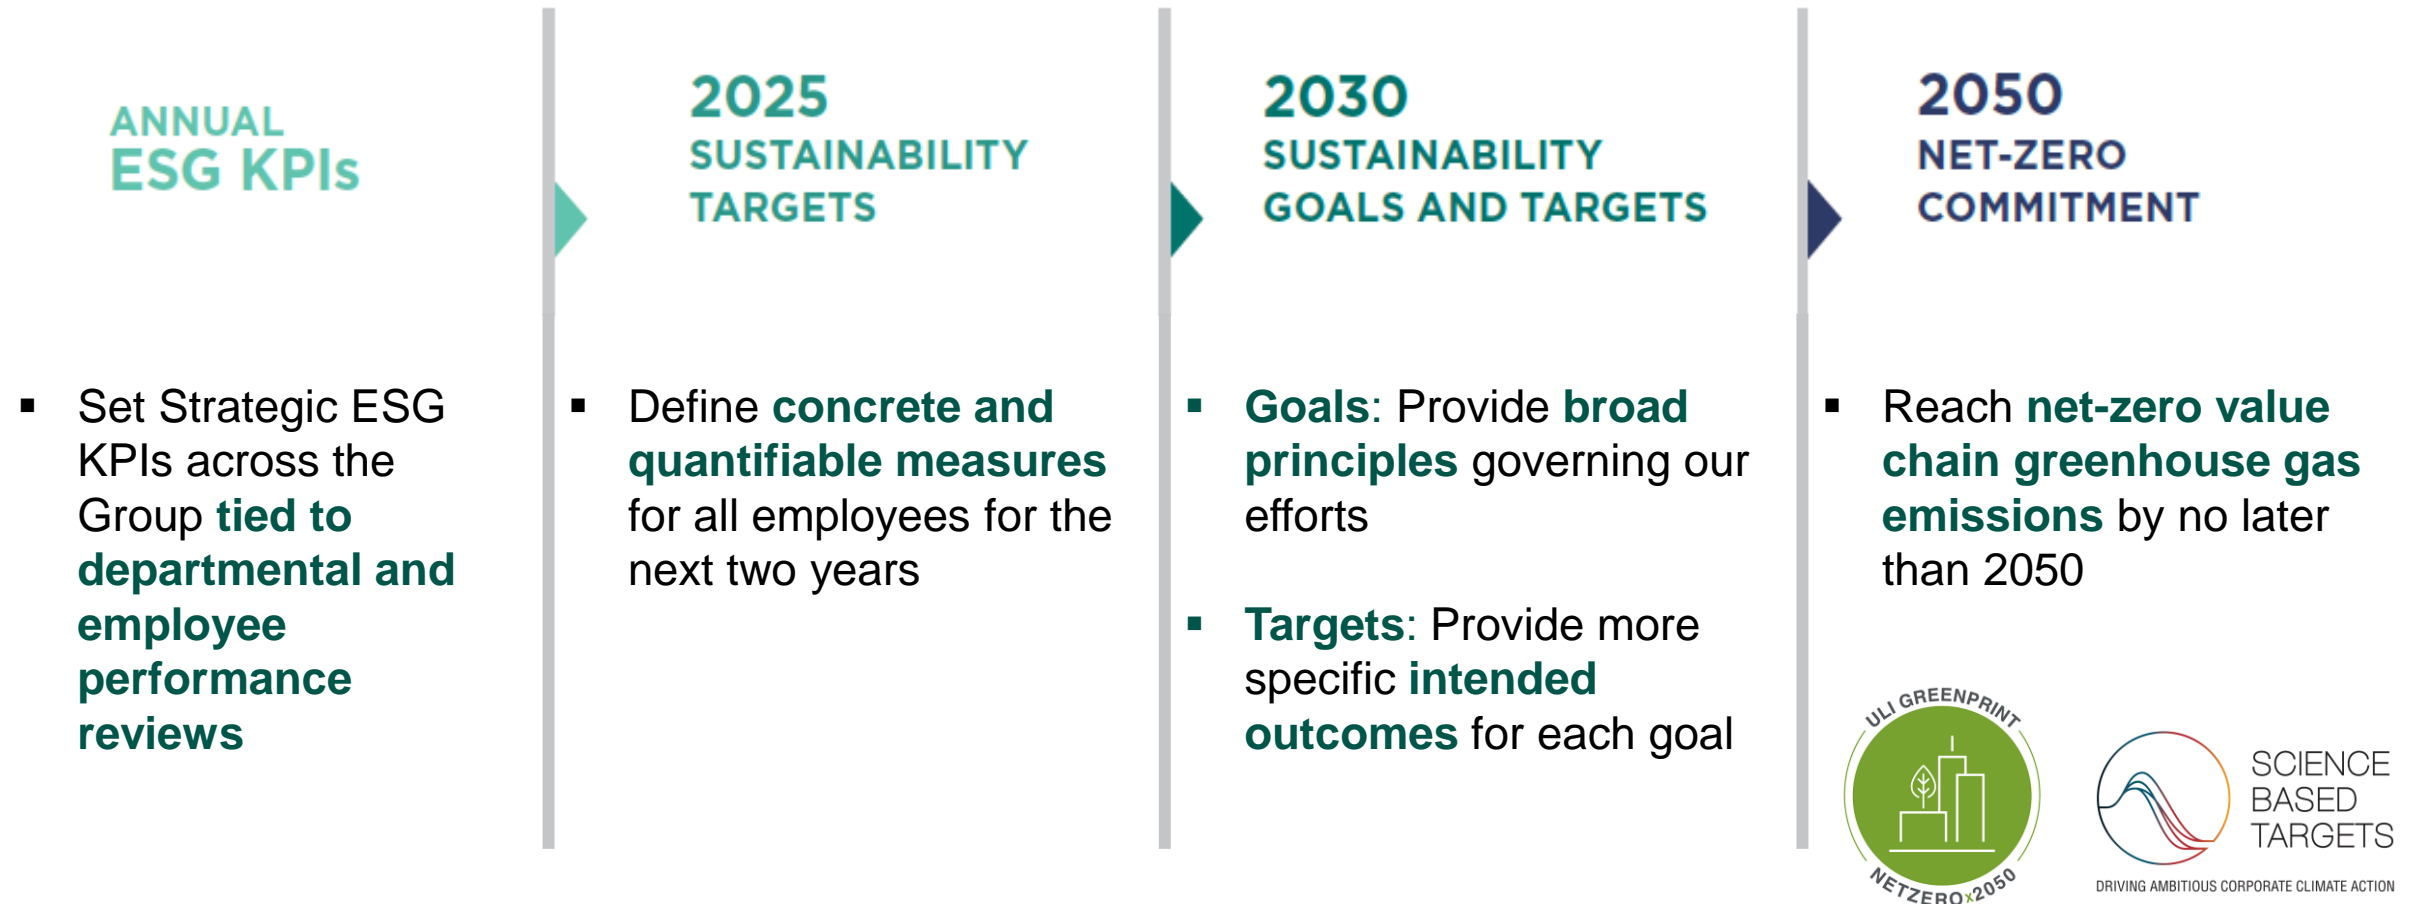 ANNUAL
ESG KPIs
▪ Set Strategic ESG
KPIs across the
Group tied to
departmental and
employee
performance
reviews
2025
SUSTAINABILITY
TARGETS
▪ Define concrete and
quantifiable measures
for all employees for the
next two years
2030
SUSTAINABILITY
GOALS AND TARGETS
▪ Goals: Provide broad
principles governing our
efforts
▪ Targets: Provide more
specific intended
outcomes for each goal
2050
NET-ZERO
COMMITMENT
▪ Reach net-zero value
chain greenhouse gas
emissions by no later
than 2050
ULI GREENPRINT
NETZEROx2050
SCIENCE
BASED
TARGETS
DRIVING AMBITIOUS CORPORATE CLIMATE ACTION